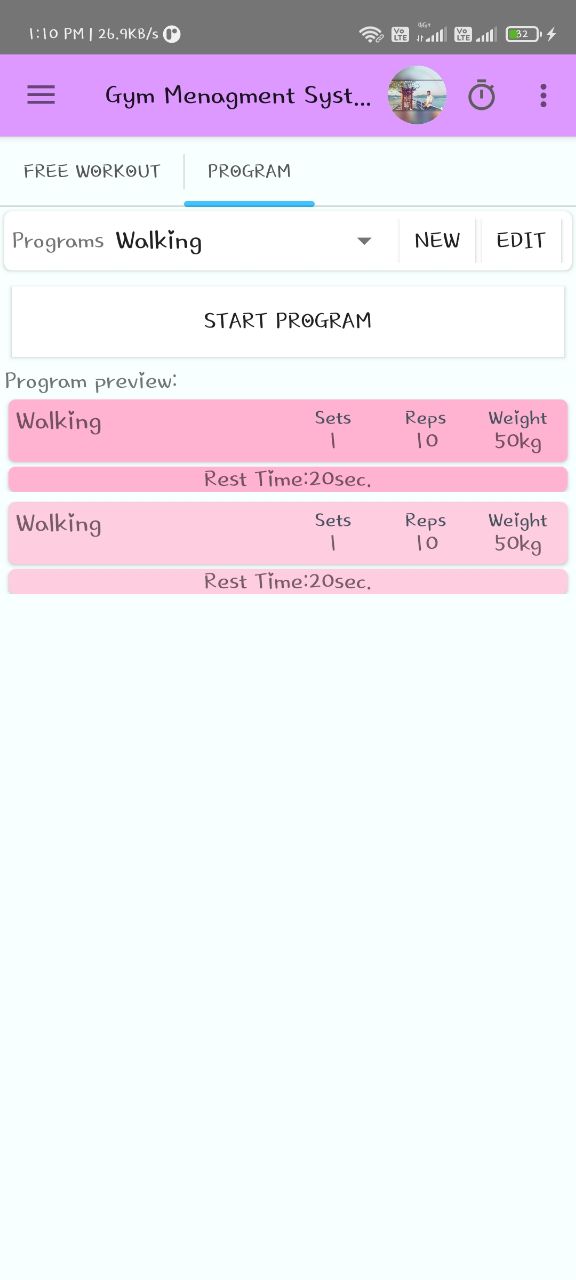 1:10 PM | 26.9KB/s
Vo LTE 4G+ Vo LTE 32
Gym Menagment Syst...
FREE WORKOUT PROGRAM
Programs Walking NEW EDIT
START PROGRAM
Program preview:
Walking Sets Reps Weight
1 10 50kg
Rest Time:20sec.
Walking Sets Reps Weight
1 10 50kg
Rest Time:20sec.